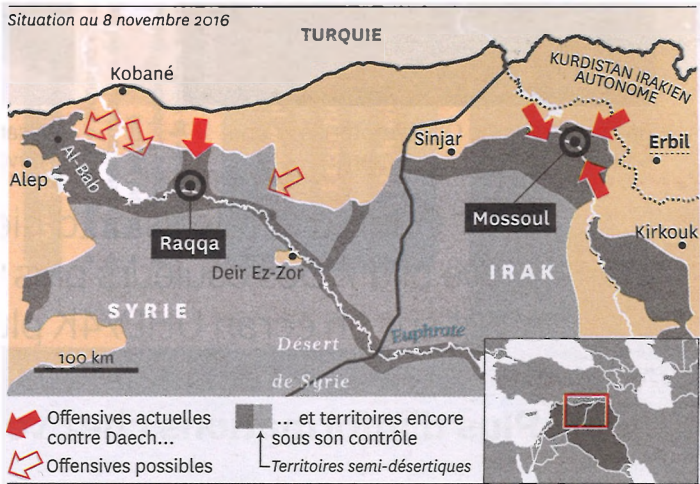 Situation au 8 novembre 2016
TURQUIE
Kobané
KURDISTAN IRAKIEN
AUTONOME
Sinjar
Erbil
Al-Bab
Alep
Mossoul
Raqqa
Kirkouk
Deir Ez-Zor
IRAK
SYRIE
Euphrate
Désert
de Syrie
100 km
Offensives actuelles
contre Daech...
Offensives possibles
... et territoires encore
sous son contrôle
Territoires semi-désertiques